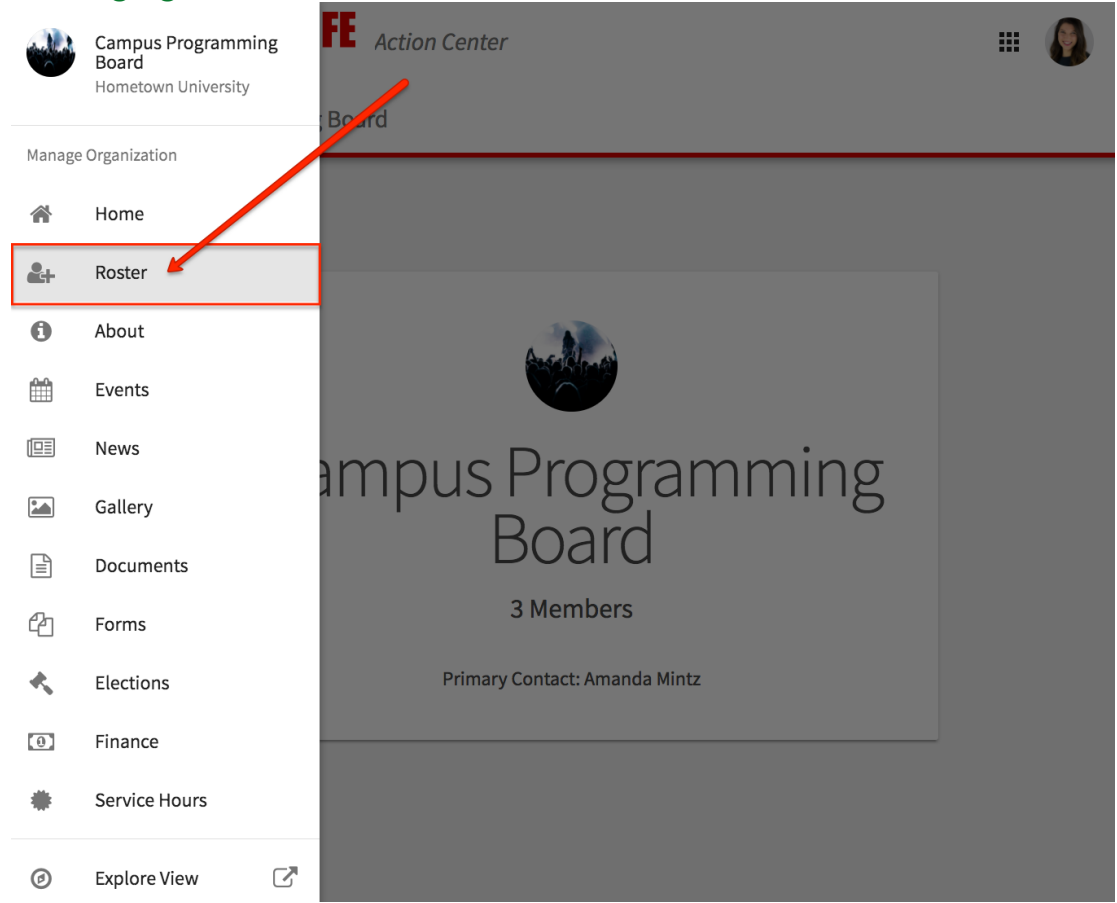 Campus Programming
Board
Hometown University
FE Action Center
Board
Manage Organization
Home
Roster
About
Events
News
Gallery
Documents
Forms
Elections
Finance
Service Hours
Explore View
ampus Programming
Board
3 Members
Primary Contact: Amanda Mintz